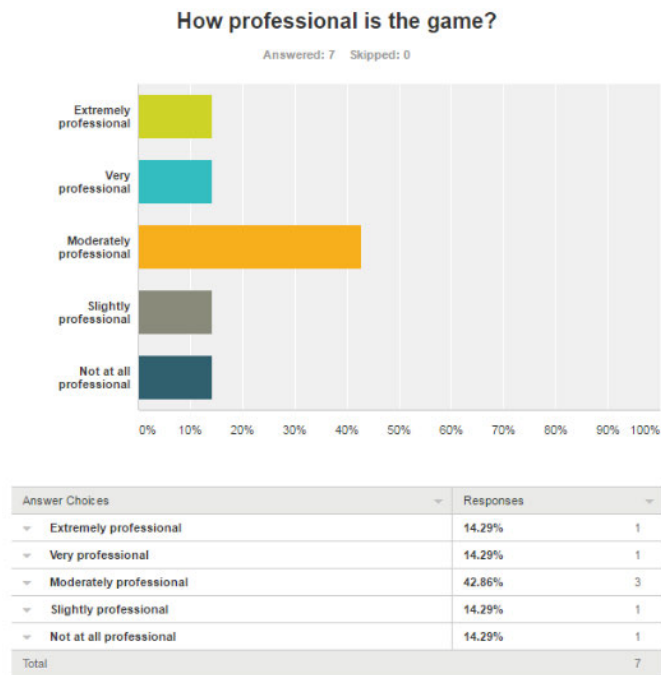 How professional is the game?
Answered: 7 Skipped: 0
Extremely
professional
Very
professional
Moderately
professional
Slightly
professional
Not at all
professional
0% 10% 20% 30% 40% 50% 60% 70% 80% 90% 100%
Answer Choices Responses
Extremely professional 14.29% 1
Very professional 14.29% 1
Moderately professional 42.86% 3
Slightly professional 14.29% 1
Not at all professional 14.29% 1
Total 7